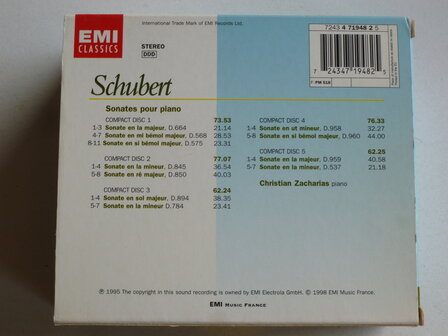 International Trade Mark of EMI Records Ltd.
7243 4 71948 2 5
EMI
CLASSICS
STEREO
DDD
7 24347 19482 5
F: PM 518
Schubert
Sonates pour piano
COMPACT DISC 1 73.53
1-3 Sonate en la majeur, D.664 21.14
4-7 Sonate en mi bémol majeur, D.568 28.53
8-11 Sonate en si bémol majeur, D.575 23.31
COMPACT DISC 2 77.07
1-4 Sonate en la mineur D.845 36.54
5-8 Sonate en ré majeur, D.850 40.03
COMPACT DISC 3 62.24
1-4 Sonate en sol majeur, D.894 38.35
5-7 Sonate en la mineur D.784 23.41
COMPACT DISC 4 76.33
1-4 Sonate en ut mineur, D.958 32.27
5-8 Sonate en si bémol majeur, D.960 44.00
COMPACT DISC 5 62.25
1-4 Sonate en la majeur, D.959 40.58
5-7 Sonate en la mineur, D.537 21.18
Christian Zacharias piano
℗ 1995 The copyright in this sound recording is owned by EMI Electrola GmbH. © 1998 EMI Music France.
EMI MUSIC FRANCE